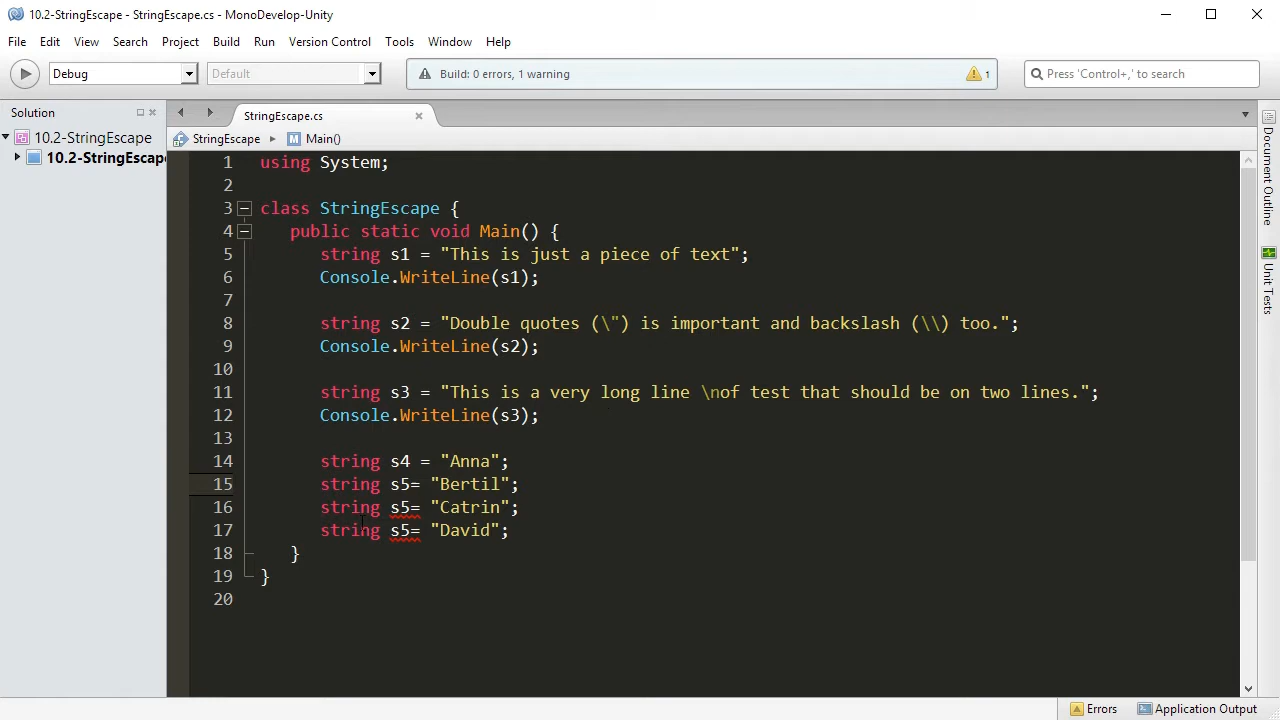 10.2-StringEscape - StringEscape.cs - MonoDevelop-Unity
File Edit View Search Project Build Run Version Control Tools Window Help
Debug Default Build: 0 errors, 1 warning 1 Press 'Control+,' to search
Solution StringEscape.cs
10.2-StringEscape StringEscape M Main()
10.2-StringEscape
1 using System;
2
3 class StringEscape {
4 public static void Main() {
5 string s1 = "This is just a piece of text";
6 Console.WriteLine(s1);
7
8 string s2 = "Double quotes (\") is important and backslash (\\) too.";
9 Console.WriteLine(s2);
10
11 string s3 = "This is a very long line \nof test that should be on two lines.";
12 Console.WriteLine(s3);
13
14 string s4 = "Anna";
15 string s5= "Bertil";
16 string s5= "Catrin";
17 string s5= "David";
18 }
19 }
20
Document Outline
Unit Tests
Errors Application Output